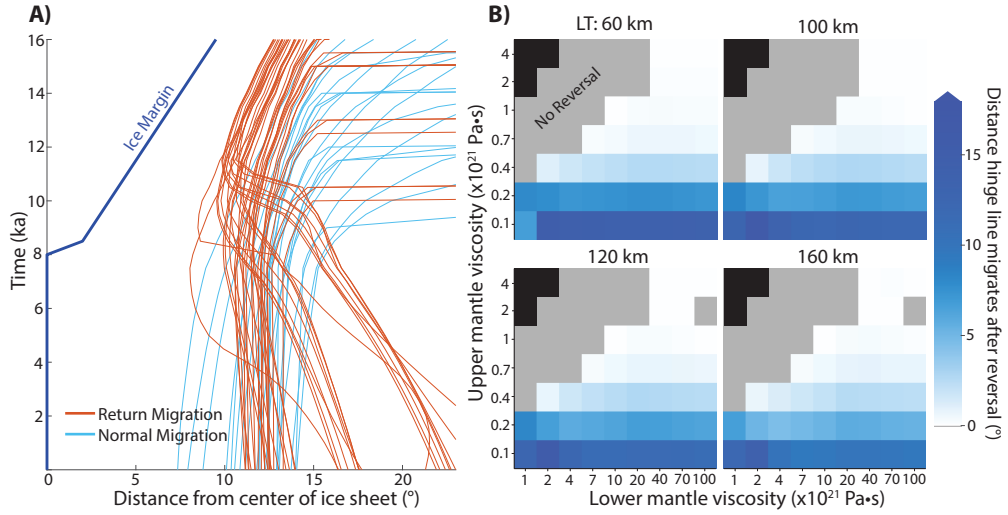 A)
16
14
12
10
8
6
4
2
0
5
10
15
20
Time (ka)
Distance from center of ice sheet (°)
Ice Margin
Return Migration
Normal Migration
B)
LT: 60 km
100 km
4
2
1
0.7
0.4
0.2
0.1
No Reversal
120 km
160 km
4
2
1
0.7
0.4
0.2
0.1
Upper mantle viscosity (x10²¹ Pa•s)
1 2 4 7 10 20 40 70 100
1 2 4 7 10 20 40 70 100
Lower mantle viscosity (x10²¹ Pa•s)
15
10
5
0
Distance hinge line migrates after reversal (°)